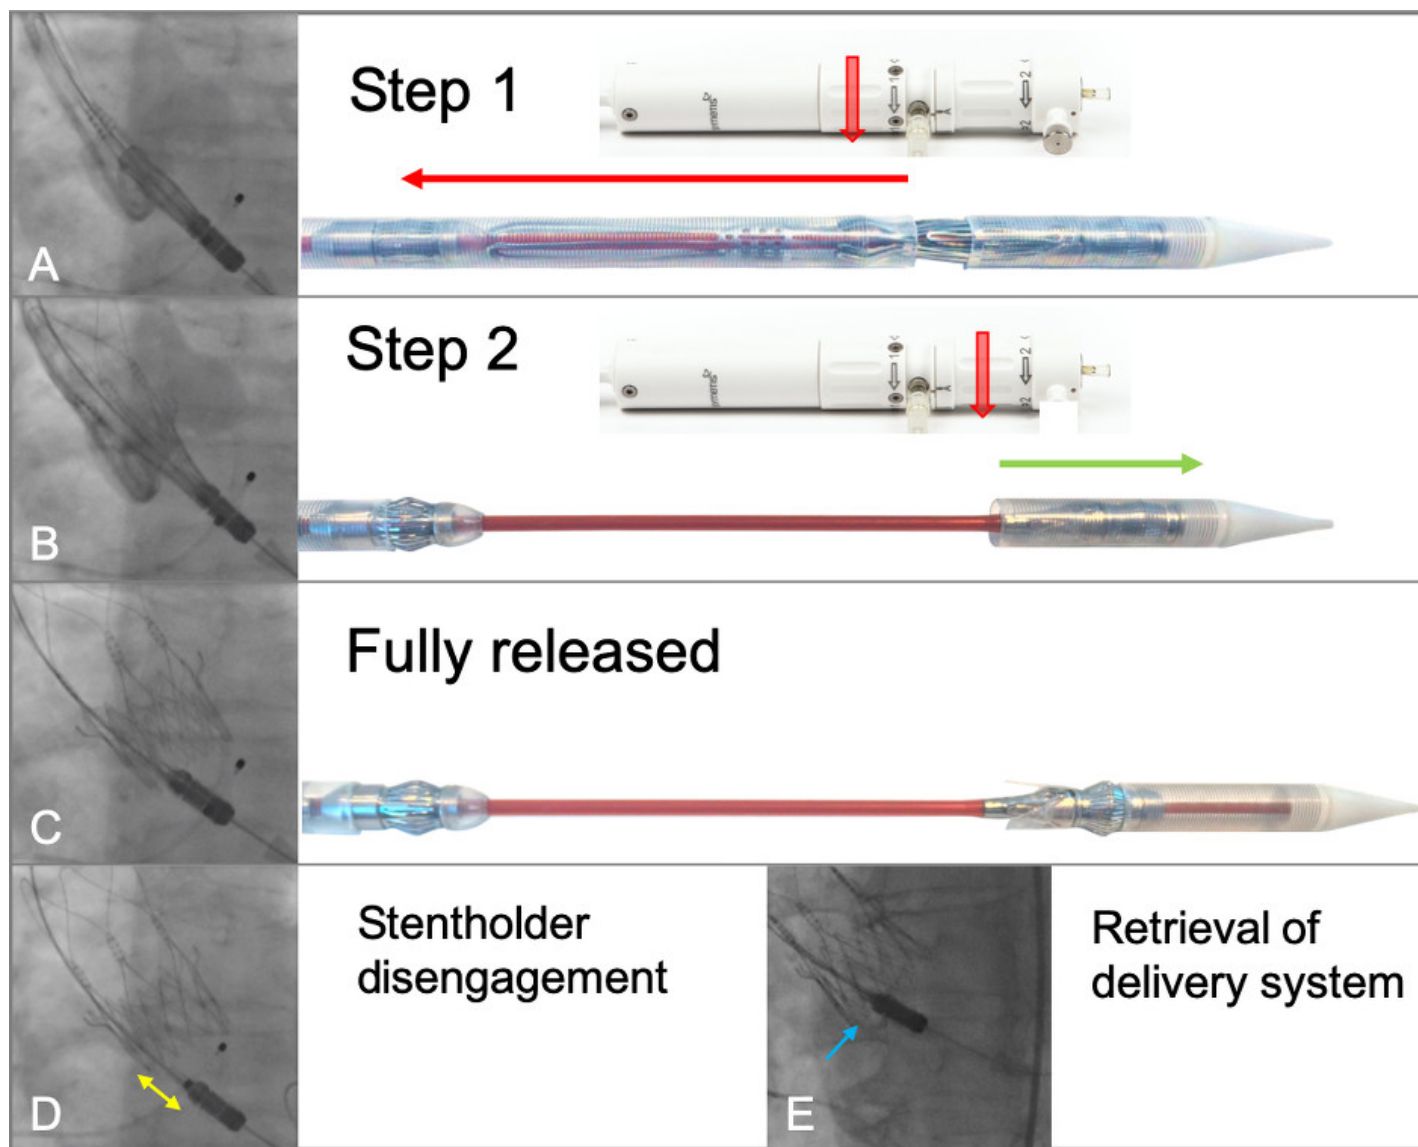 Step 1
A
Step 2
B
Fully released
C
Stentholder
disengagement
D
Retrieval of
delivery system
E